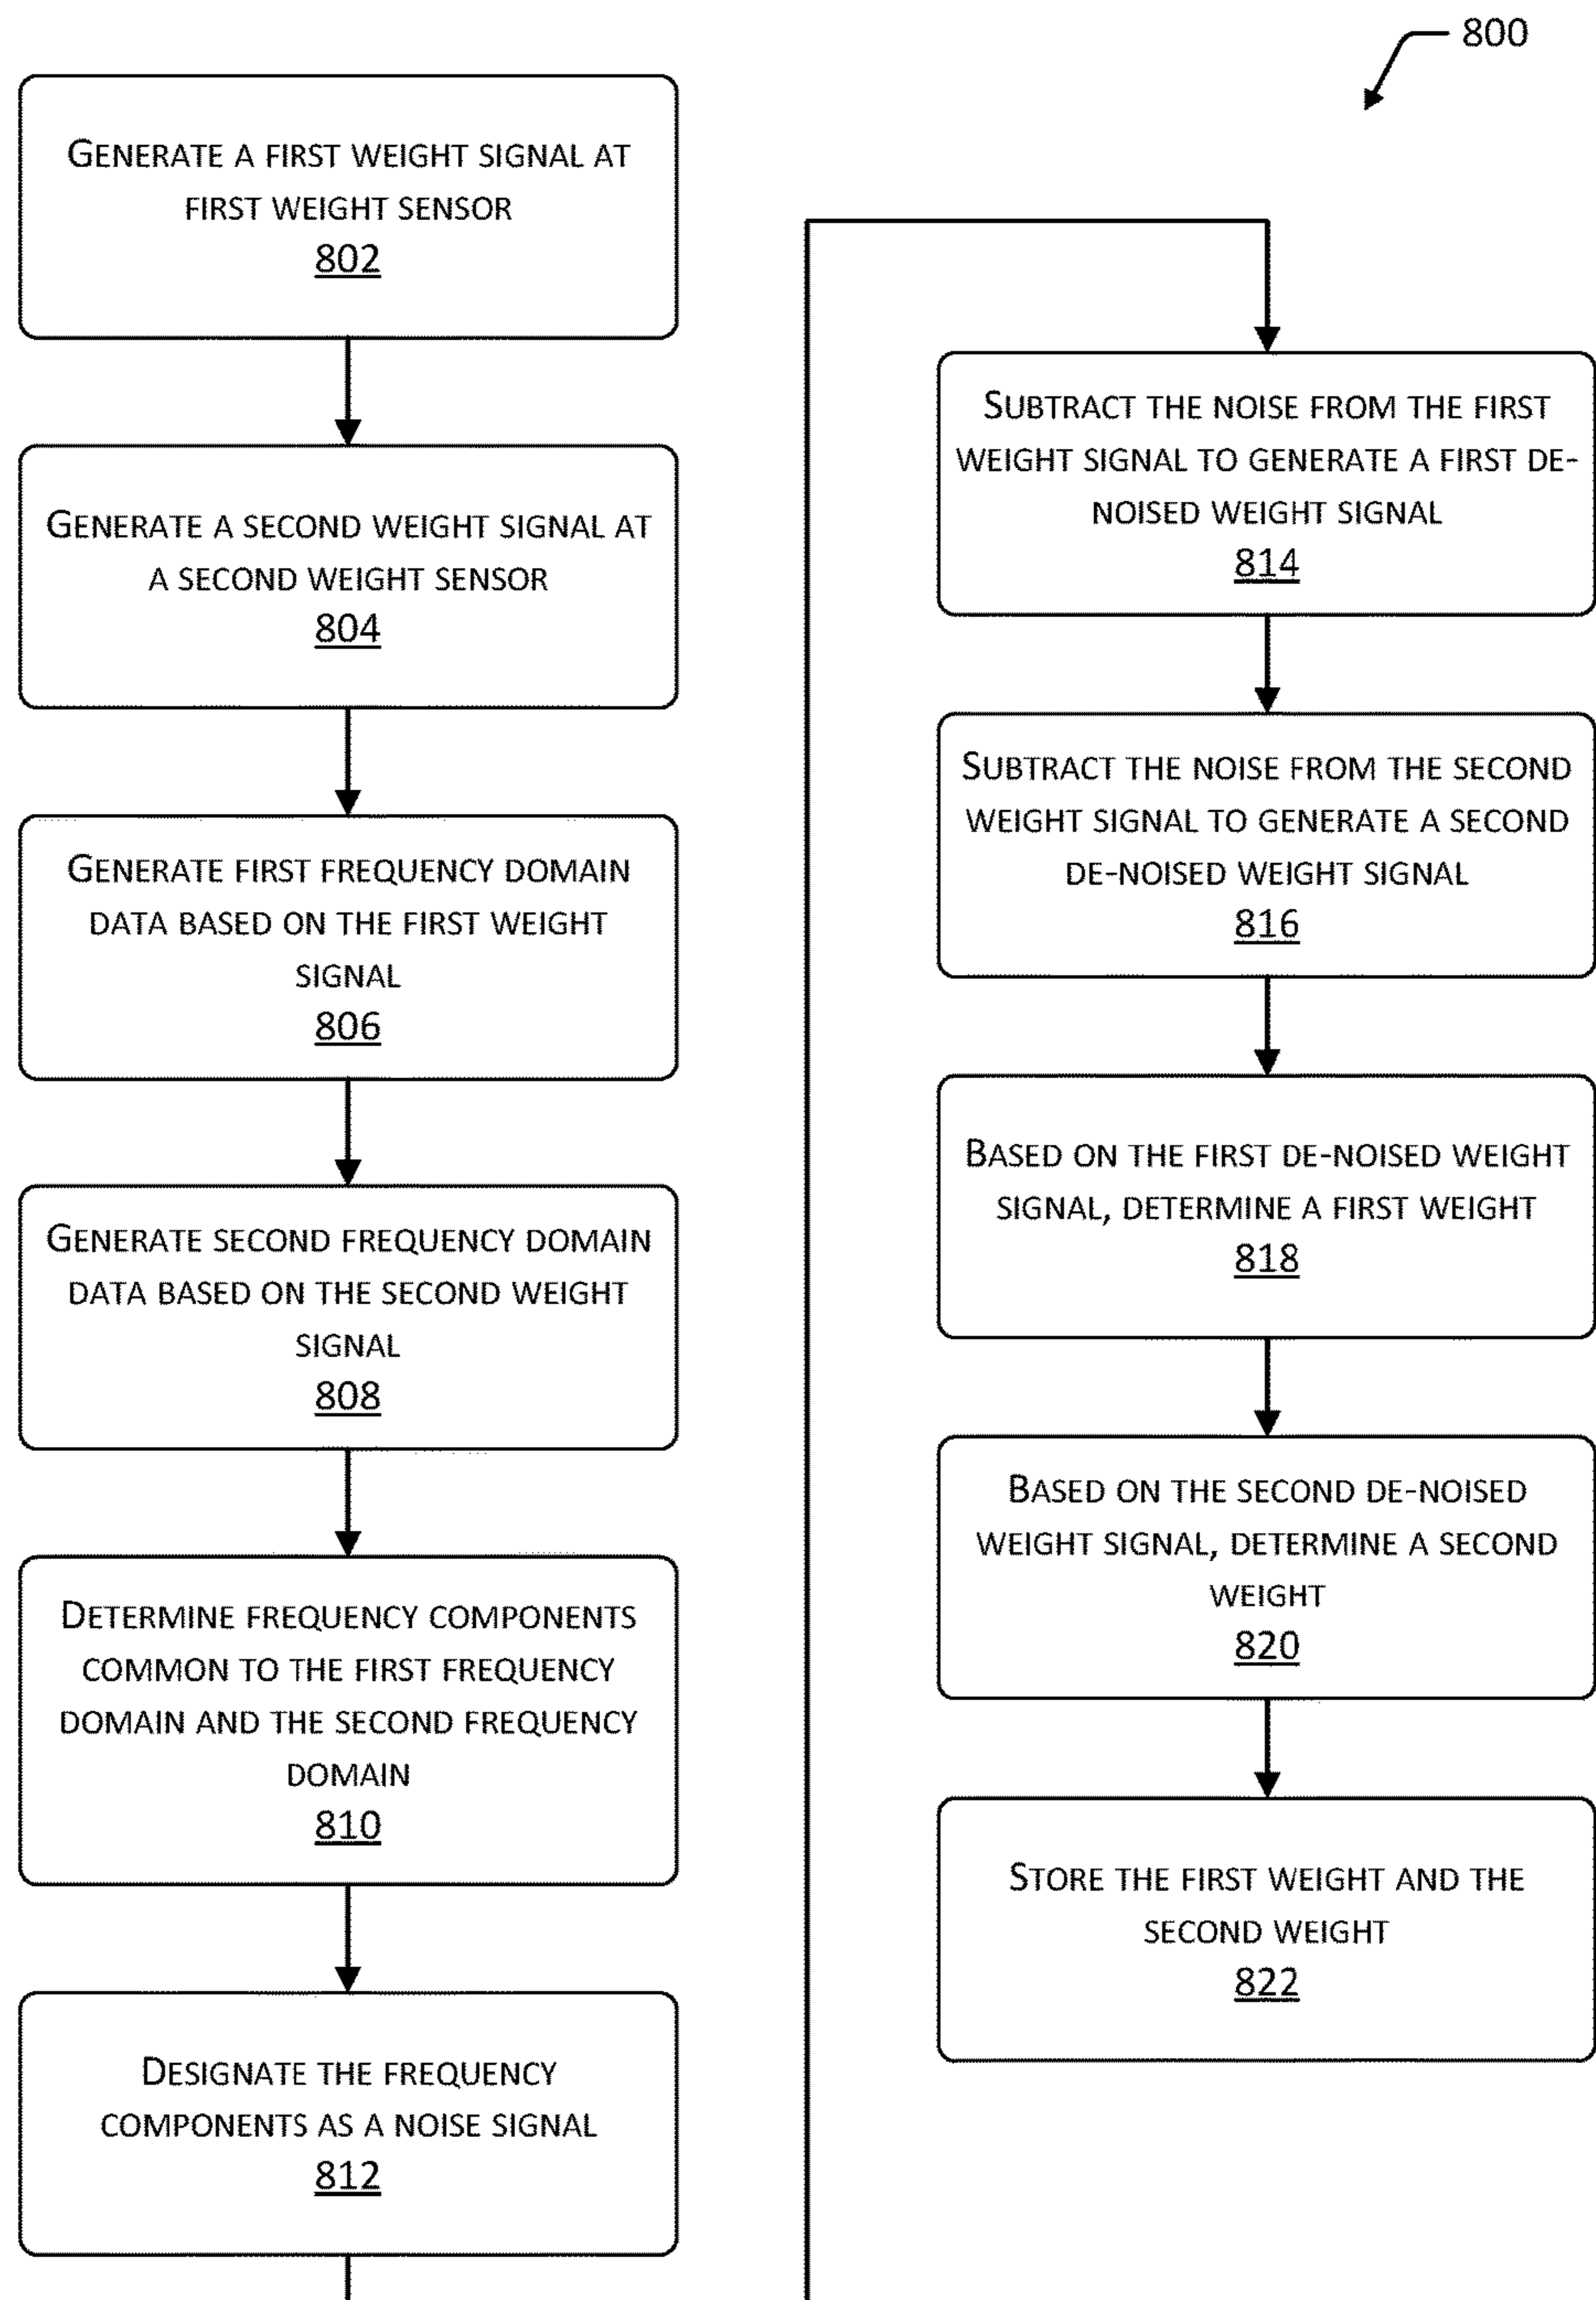 800
GENERATE A FIRST WEIGHT SIGNAL AT
FIRST WEIGHT SENSOR
802
GENERATE A SECOND WEIGHT SIGNAL AT
A SECOND WEIGHT SENSOR
804
GENERATE FIRST FREQUENCY DOMAIN
DATA BASED ON THE FIRST WEIGHT
SIGNAL
806
GENERATE SECOND FREQUENCY DOMAIN
DATA BASED ON THE SECOND WEIGHT
SIGNAL
808
DETERMINE FREQUENCY COMPONENTS
COMMON TO THE FIRST FREQUENCY
DOMAIN AND THE SECOND FREQUENCY
DOMAIN
810
DESIGNATE THE FREQUENCY
COMPONENTS AS A NOISE SIGNAL
812
SUBTRACT THE NOISE FROM THE FIRST
WEIGHT SIGNAL TO GENERATE A FIRST DE-
NOISED WEIGHT SIGNAL
814
SUBTRACT THE NOISE FROM THE SECOND
WEIGHT SIGNAL TO GENERATE A SECOND
DE-NOISED WEIGHT SIGNAL
816
BASED ON THE FIRST DE-NOISED WEIGHT
SIGNAL, DETERMINE A FIRST WEIGHT
818
BASED ON THE SECOND DE-NOISED
WEIGHT SIGNAL, DETERMINE A SECOND
WEIGHT
820
STORE THE FIRST WEIGHT AND THE
SECOND WEIGHT
822